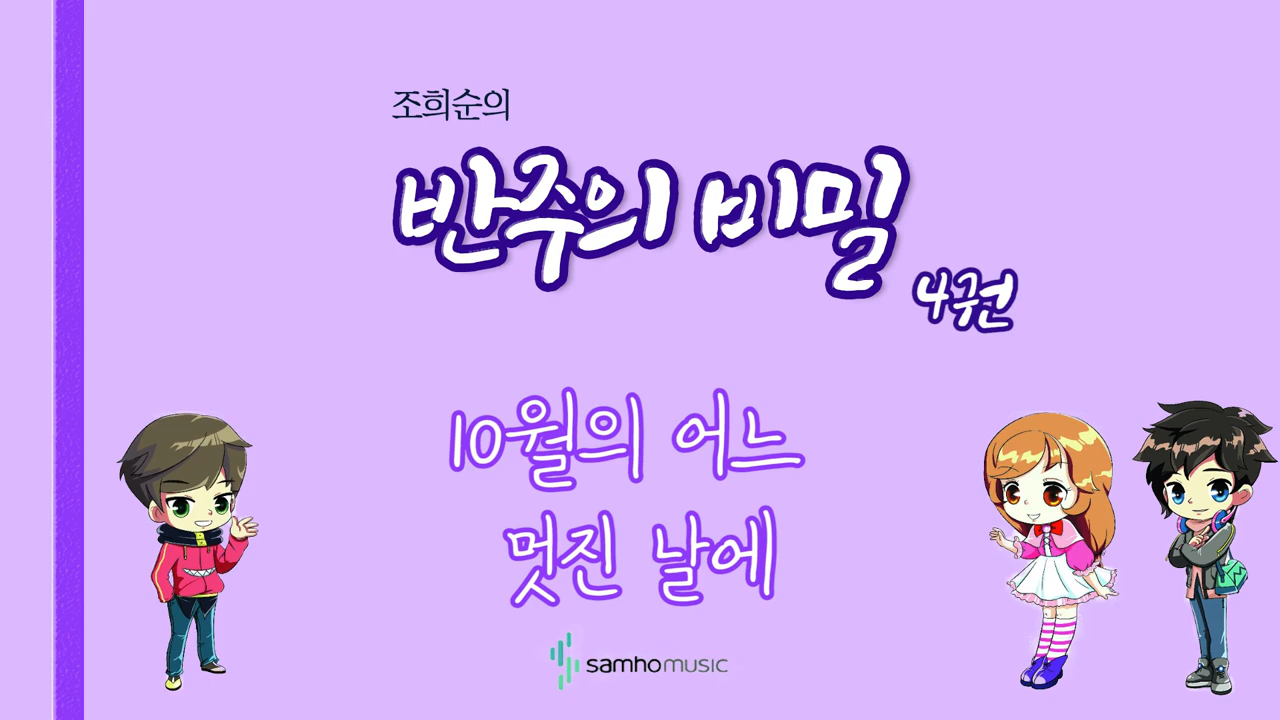 조희순의
반주의 비밀
4권
10월의 어느
멋진 날에
samhomusic